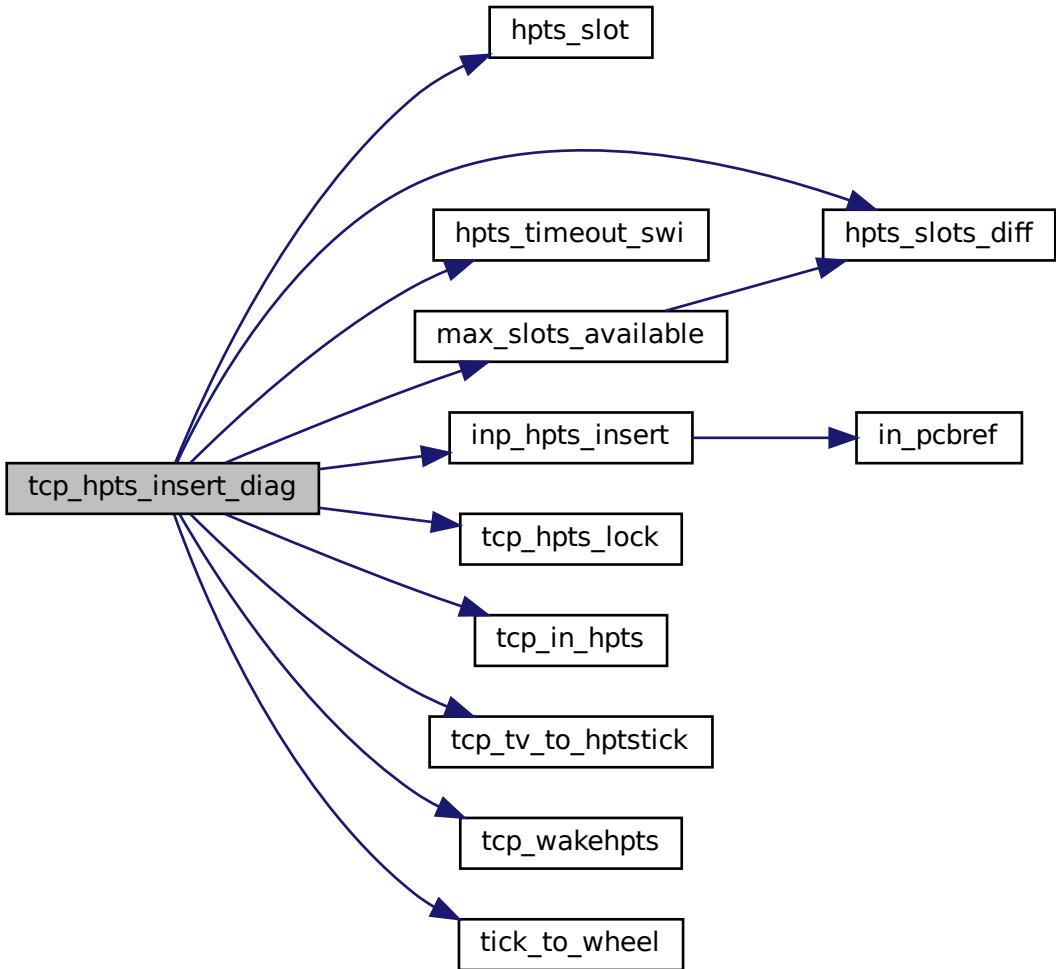 hpts_slot
hpts_timeout_swi
hpts_slots_diff
max_slots_available
inp_hpts_insert
in_pcbref
tcp_hpts_insert_diag
tcp_hpts_lock
tcp_in_hpts
tcp_tv_to_hptstick
tcp_wakehpts
tick_to_wheel